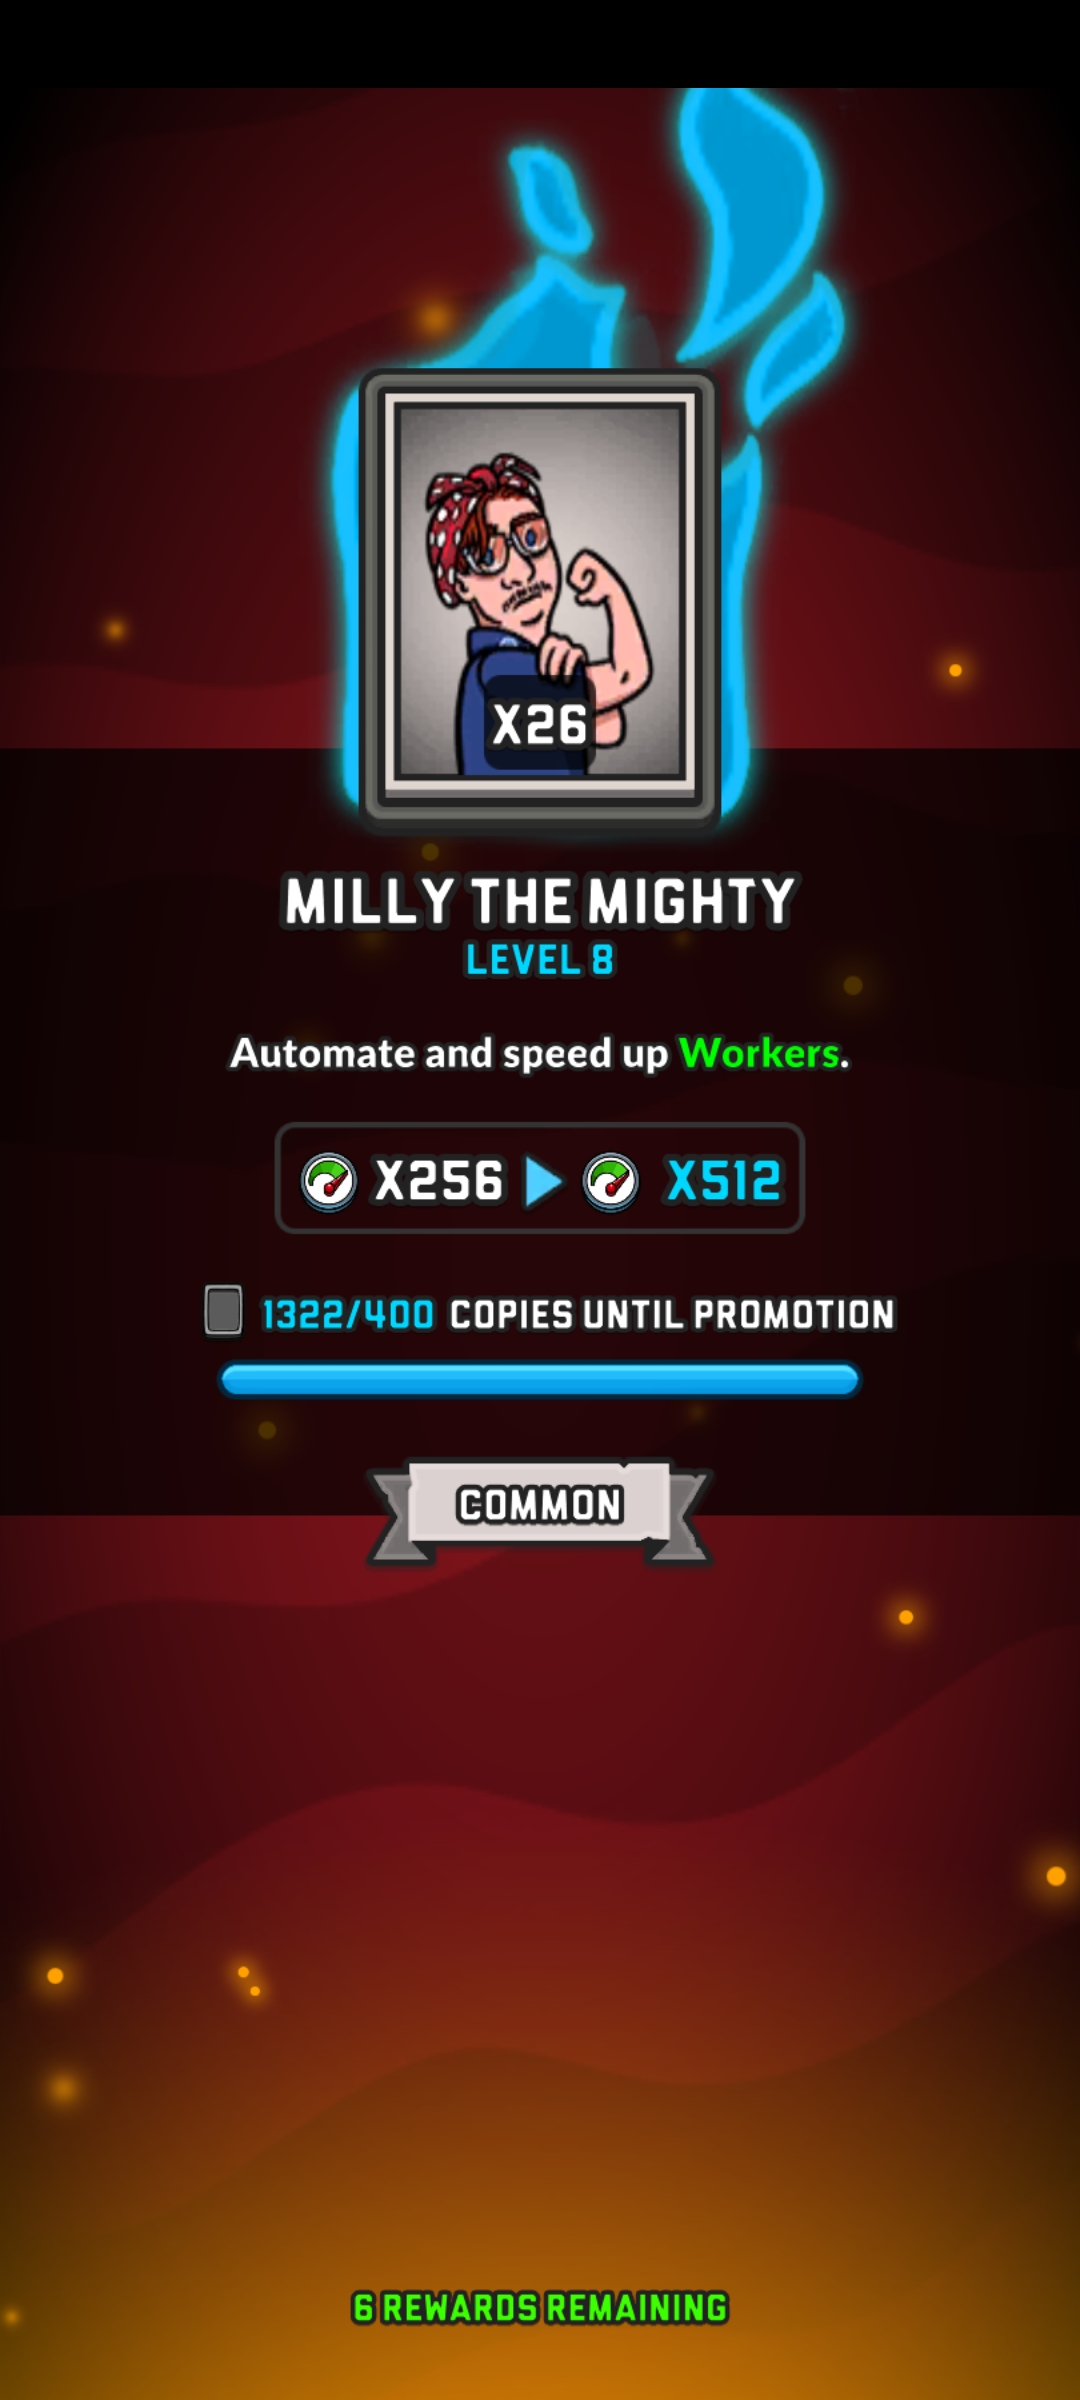 X26
MILLY THE MIGHTY
LEVEL 8
Automate and speed up Workers.
X256 X512
1322/400 COPIES UNTIL PROMOTION
COMMON
6 REWARDS REMAINING